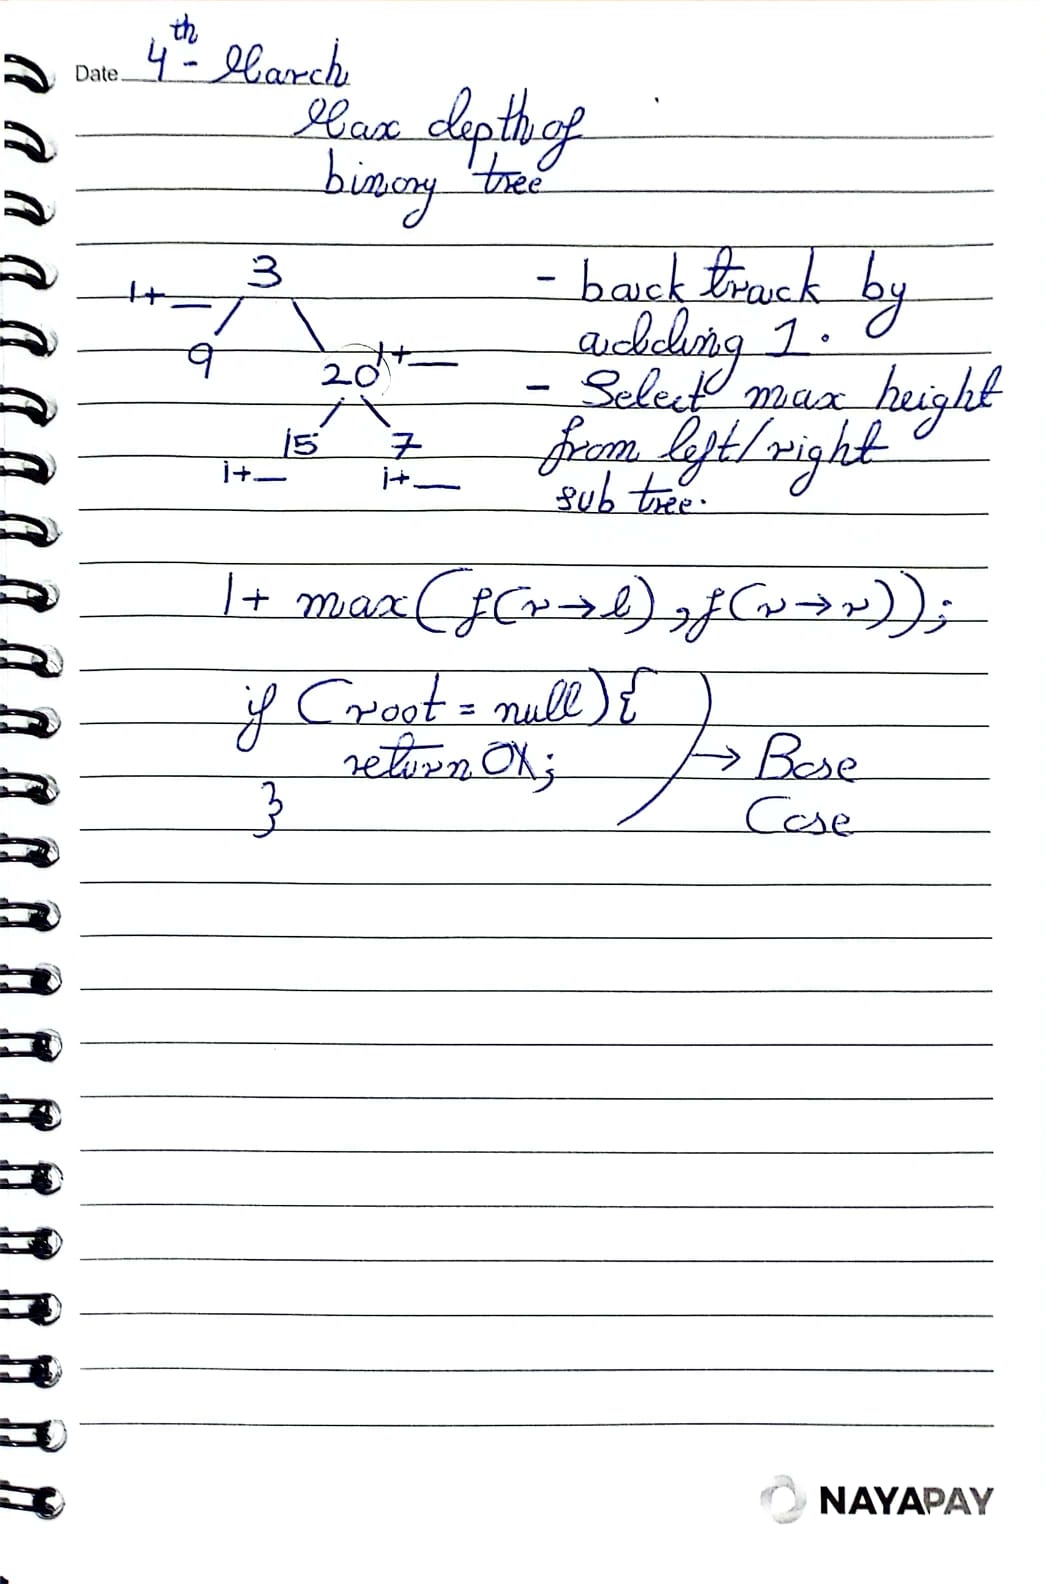 Date 4th - March
Max depth of
binary tree
3
1+ _
9
20 1+ _
15 7
1+ _ 1+ _
- back track by
adding 1.
- Select max height
from left/right
sub tree.
1+ max(f(r→l), f(r→r));
if (root = null){
return 0;
}
→ Base
Case
NAYAPAY